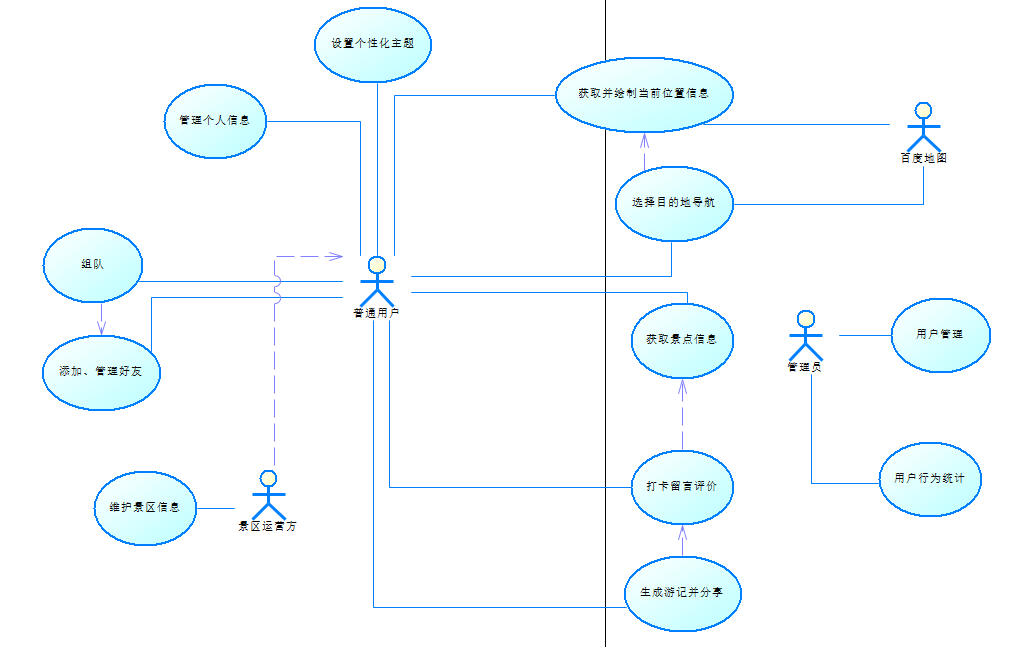 设置个性化主题
获取并绘制当前位置信息
管理个人信息
百度地图
选择目的地导航
组队
普通用户
获取景点信息
用户管理
管理员
添加、管理好友
打卡留言评价
用户行为统计
维护景区信息
景区运营方
生成游记并分享